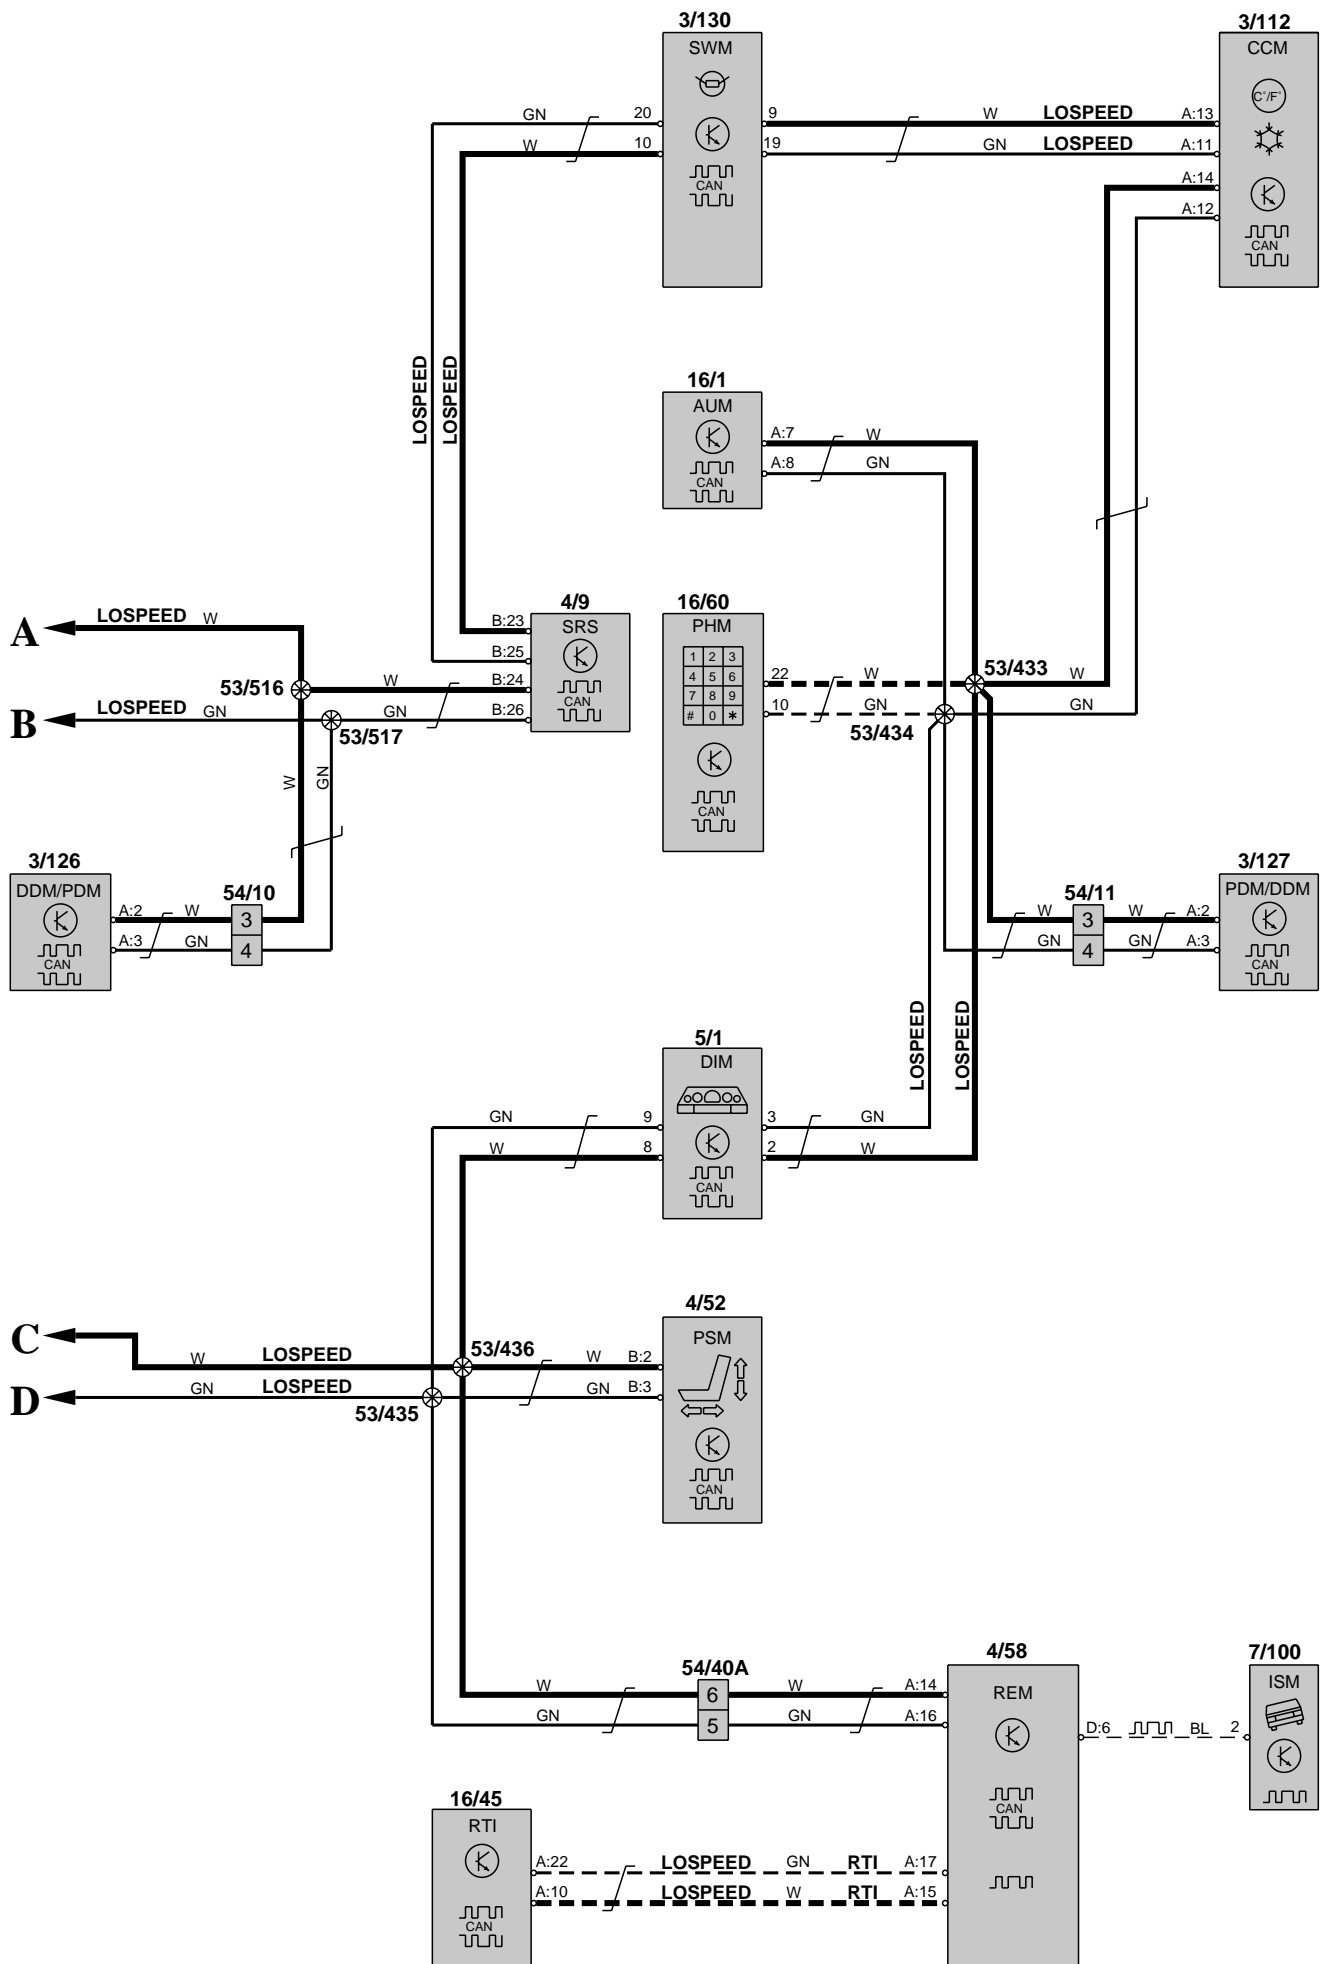 3/130
SWM
CAN
3/112
CCM
C°/F°
CAN
GN 20
W 10
9 W LOSPEED A:13
19 GN LOSPEED A:11
A:14
A:12
LOSPEED
LOSPEED
16/1
AUM
CAN
A:7 W
A:8 GN
A LOSPEED W
B LOSPEED GN
53/516
53/517
W
GN
W B:24
GN B:26
B:23
B:25
4/9
SRS
CAN
16/60
PHM
1 2 3
4 5 6
7 8 9
# 0 *
CAN
22 W
10 GN
53/433
W
53/434
GN
3/126
DDM/PDM
CAN
A:2 W
A:3 GN
54/10
3
4
54/11
W 3 W A:2
GN 4 GN A:3
3/127
PDM/DDM
CAN
LOSPEED
LOSPEED
5/1
DIM
CAN
GN 9
W 8
3 GN
2 W
C
W LOSPEED
53/436
W B:2
D
GN LOSPEED
53/435
GN B:3
4/52
PSM
CAN
54/40A
W 6 W A:14
GN 5 GN A:16
4/58
REM
CAN
D:6 BL 2
7/100
ISM
16/45
RTI
CAN
A:22 LOSPEED GN RTI A:17
A:10 LOSPEED W RTI A:15